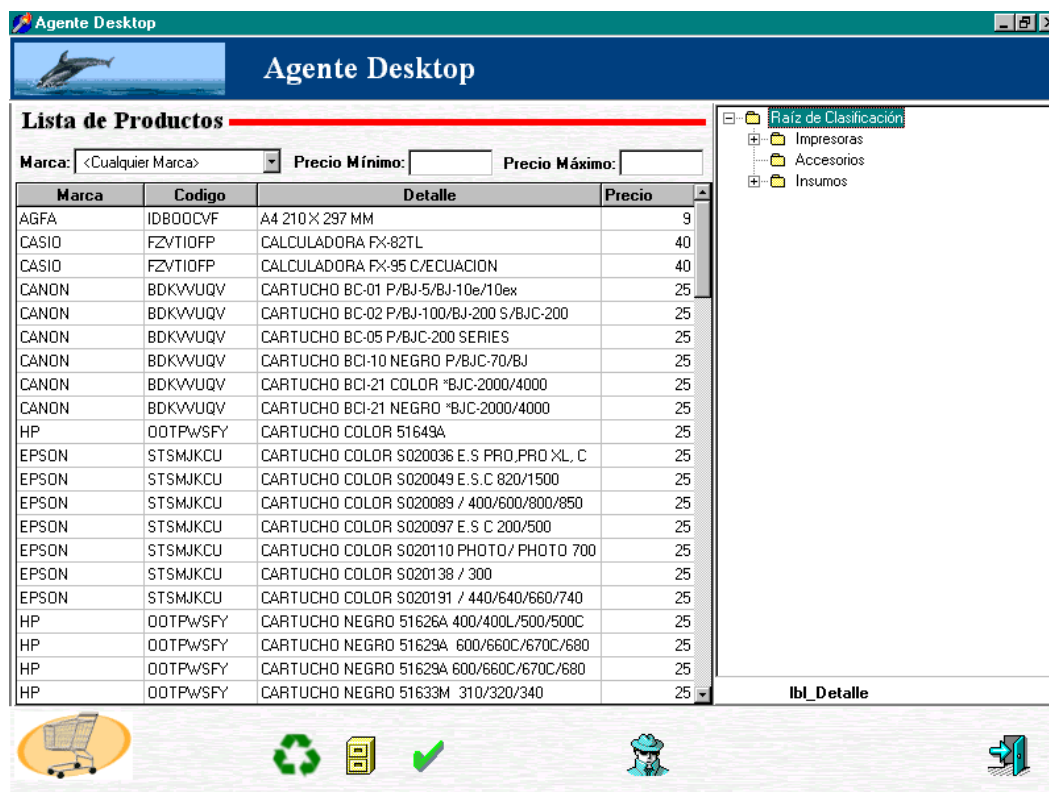 Agente Desktop
Agente Desktop
Lista de Productos
Marca: <Cualquier Marca> Precio Mínimo: Precio Máximo:
Marca Codigo Detalle Precio
AGFA IDBOOCVF A4 210 X 297 MM 9
CASIO FZVTIOFP CALCULADORA FX-82TL 40
CASIO FZVTIOFP CALCULADORA FX-95 C/ECUACION 40
CANON BDKVVUQV CARTUCHO BC-01 P/BJ-5/BJ-10e/10ex 25
CANON BDKVVUQV CARTUCHO BC-02 P/BJ-100/BJ-200 S/BJC-200 25
CANON BDKVVUQV CARTUCHO BC-05 P/BJC-200 SERIES 25
CANON BDKVVUQV CARTUCHO BCI-10 NEGRO P/BJC-70/BJ 25
CANON BDKVVUQV CARTUCHO BCI-21 COLOR *BJC-2000/4000 25
CANON BDKVVUQV CARTUCHO BCI-21 NEGRO *BJC-2000/4000 25
HP OOTPWSFY CARTUCHO COLOR 51649A 25
EPSON STSMJKCU CARTUCHO COLOR S020036 E.S PRO,PRO XL, C 25
EPSON STSMJKCU CARTUCHO COLOR S020049 E.S.C 820/1500 25
EPSON STSMJKCU CARTUCHO COLOR S020089 / 400/600/800/850 25
EPSON STSMJKCU CARTUCHO COLOR S020097 E.S C 200/500 25
EPSON STSMJKCU CARTUCHO COLOR S020110 PHOTO/ PHOTO 700 25
EPSON STSMJKCU CARTUCHO COLOR S020138 / 300 25
EPSON STSMJKCU CARTUCHO COLOR S020191 / 440/640/660/740 25
HP OOTPWSFY CARTUCHO NEGRO 51626A 400/400L/500/500C 25
HP OOTPWSFY CARTUCHO NEGRO 51629A  600/660C/670C/680 25
HP OOTPWSFY CARTUCHO NEGRO 51629A 600/660C/670C/680 25
HP OOTPWSFY CARTUCHO NEGRO 51633M  310/320/340 25
Raíz de Clasificación
Impresoras
Accesorios
Insumos
lbl_Detalle